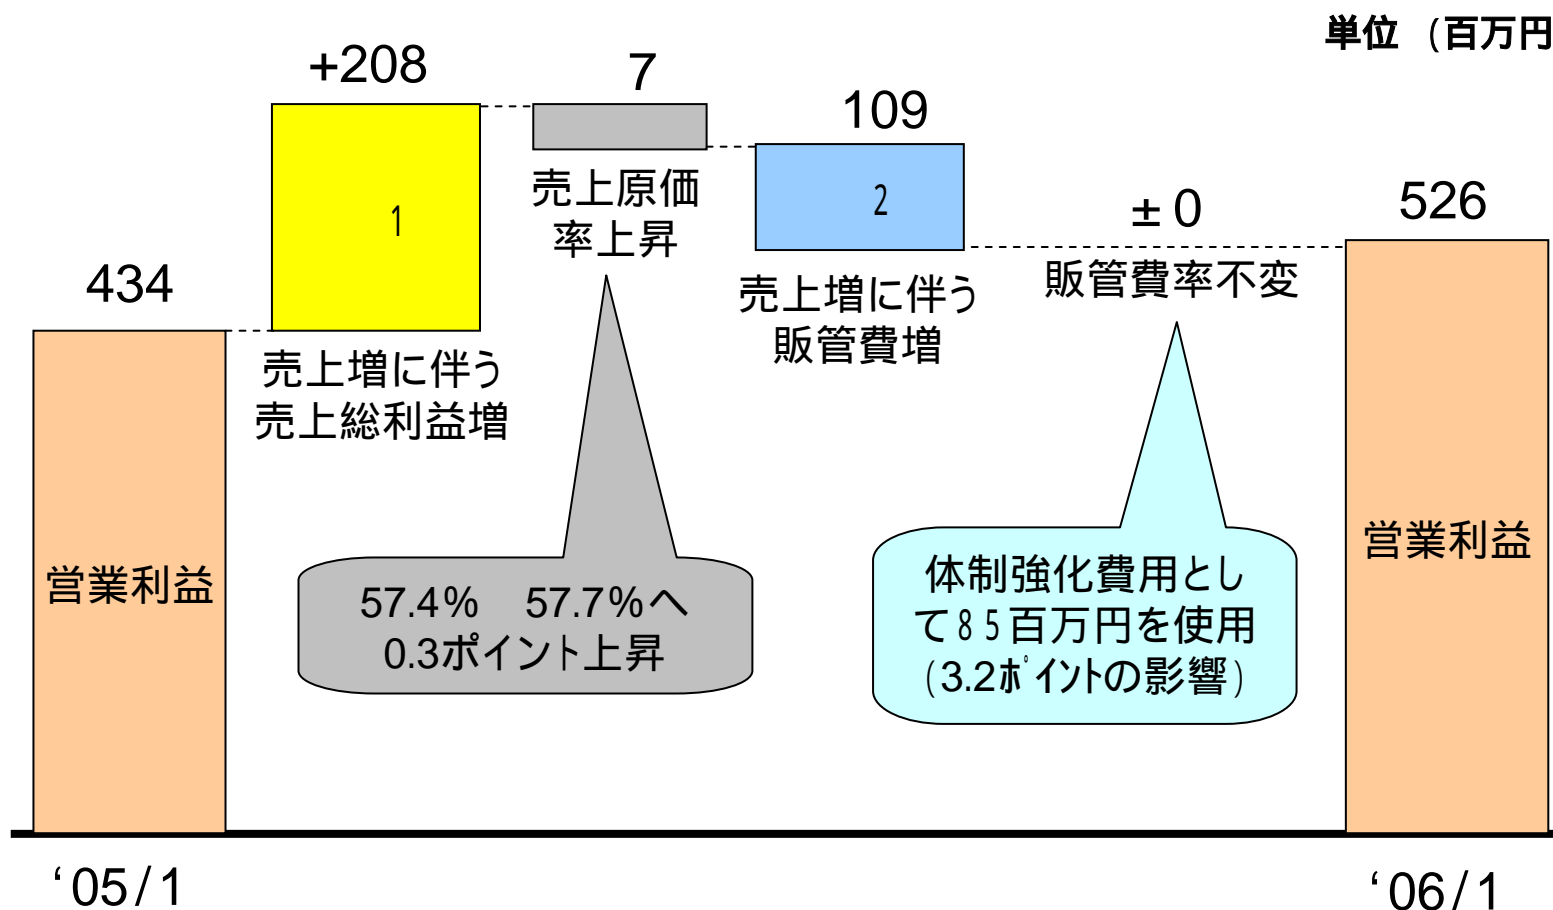 単位 (百万円
+208
7
109
±0
526
434
1
2
売上原価
率上昇
売上増に伴う
販管費増
販管費率不変
売上増に伴う
売上総利益増
営業利益
営業利益
57.4% 57.7%へ
0.3ポイント上昇
体制強化費用とし
て85百万円を使用
(3.2ﾎﾟｲﾝﾄの影響)
‘05/1
‘06/1